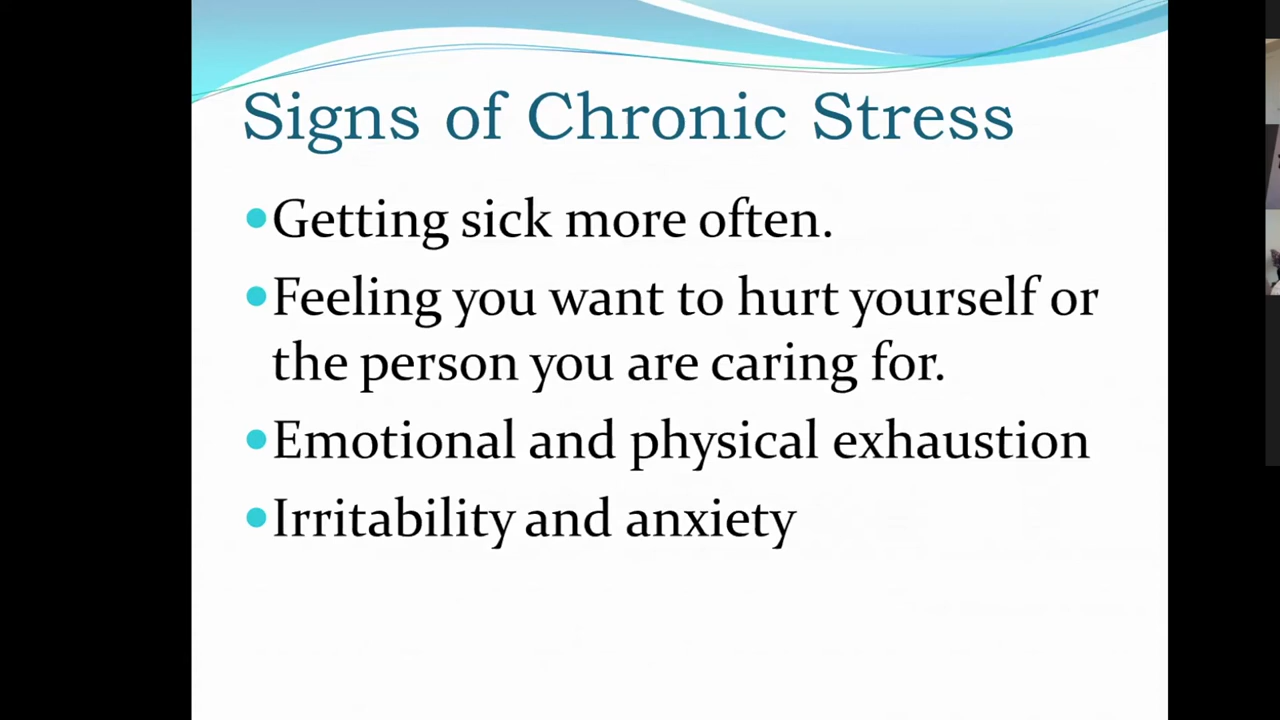 Signs of Chronic Stress
•Getting sick more often.
•Feeling you want to hurt yourself or
the person you are caring for.
•Emotional and physical exhaustion
•Irritability and anxiety